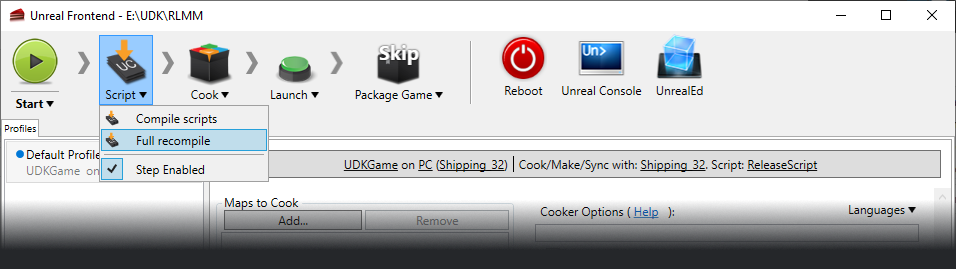 Unreal Frontend - E:\UDK\RLMM
UC
Skip
Un>
Start ▾
Script ▾
Cook ▾
Launch ▾
Package Game ▾
Reboot
Unreal Console
UnrealEd
Compile scripts
Full recompile
Step Enabled
Profiles
Default Profile
UDKGame on
UDKGame on PC (Shipping_32) | Cook/Make/Sync with: Shipping_32. Script: ReleaseScript
Maps to Cook
Add...
Remove
Cooker Options ( Help ):
Languages ▾